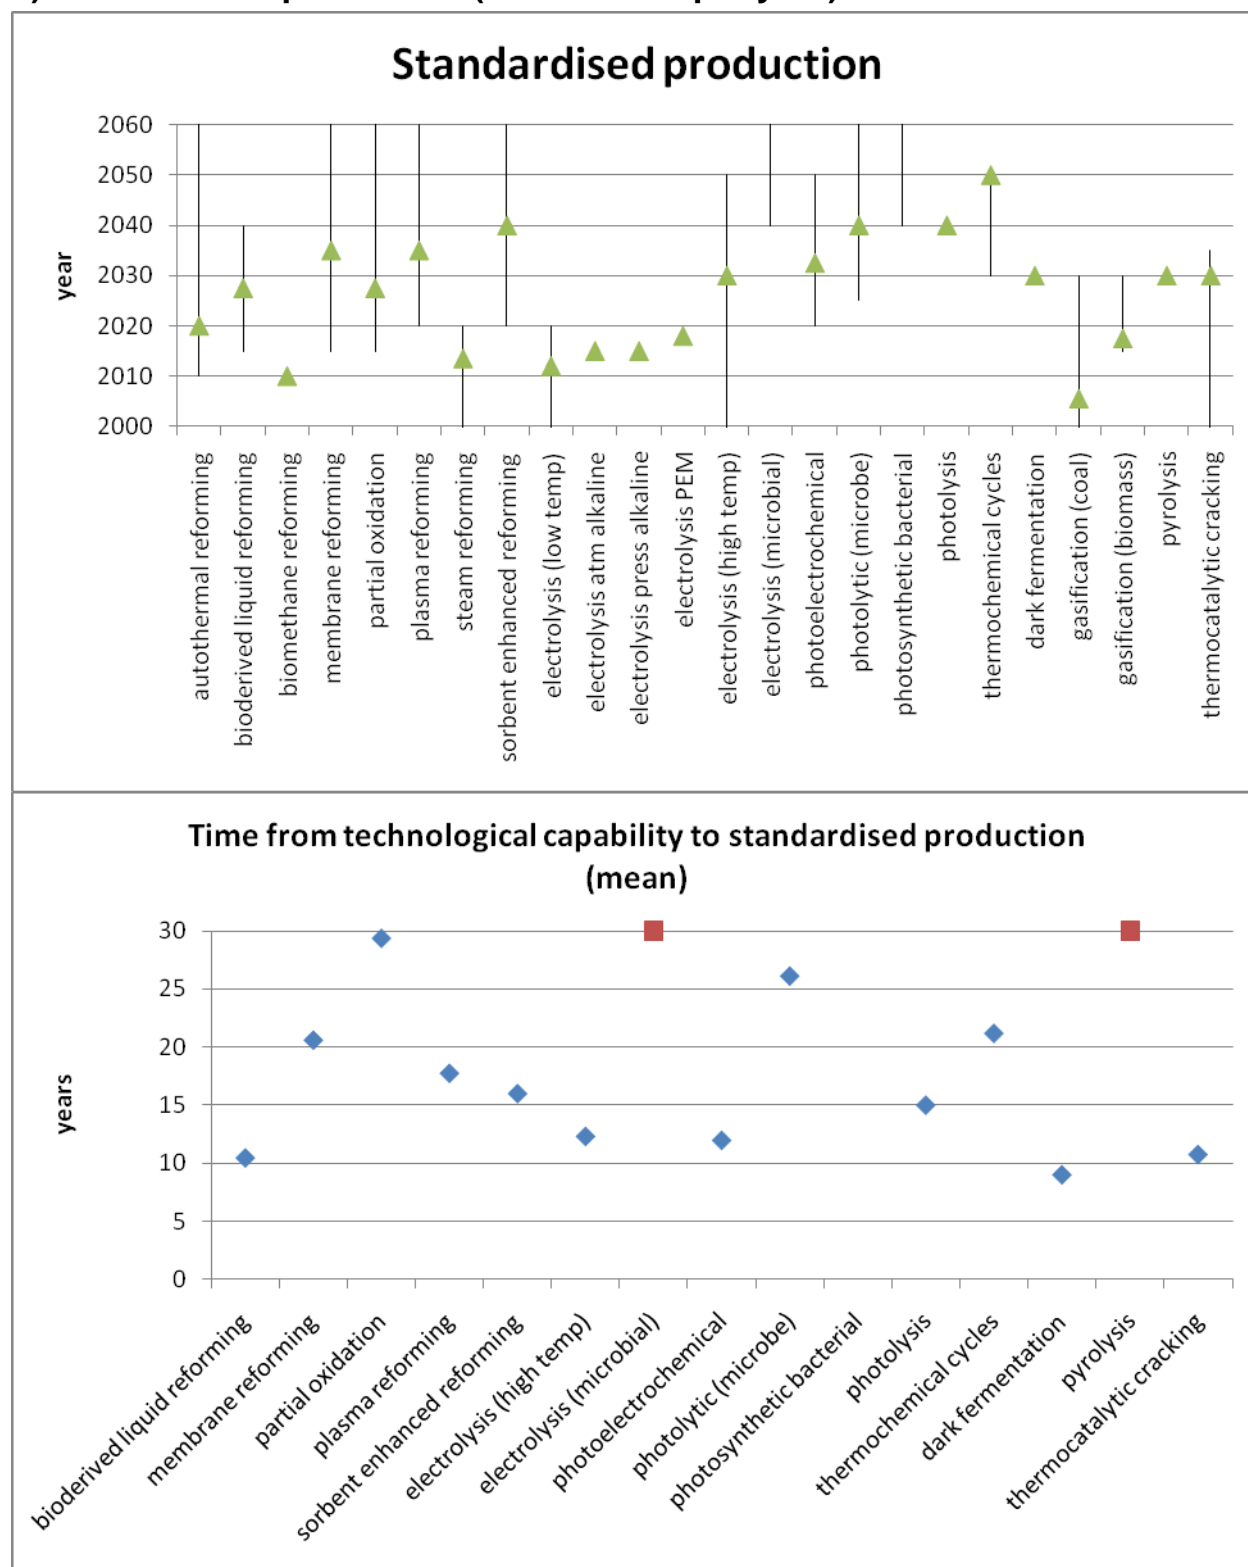 Standardised production
2060
2050
2040
2030
2020
2010
2000
year
autothermal reforming
bioderived liquid reforming
biomethane reforming
membrane reforming
partial oxidation
plasma reforming
steam reforming
sorbent enhanced reforming
electrolysis (low temp)
electrolysis atm alkaline
electrolysis press alkaline
electrolysis PEM
electrolysis (high temp)
electrolysis (microbial)
photoelectrochemical
photolytic (microbe)
photosynthetic bacterial
photolysis
thermochemical cycles
dark fermentation
gasification (coal)
gasification (biomass)
pyrolysis
thermocatalytic cracking
Time from technological capability to standardised production
(mean)
30
25
20
15
10
5
0
years
bioderived liquid reforming
membrane reforming
partial oxidation
plasma reforming
sorbent enhanced reforming
electrolysis (high temp)
electrolysis (microbial)
photoelectrochemical
photolytic (microbe)
photosynthetic bacterial
photolysis
thermochemical cycles
dark fermentation
pyrolysis
thermocatalytic cracking